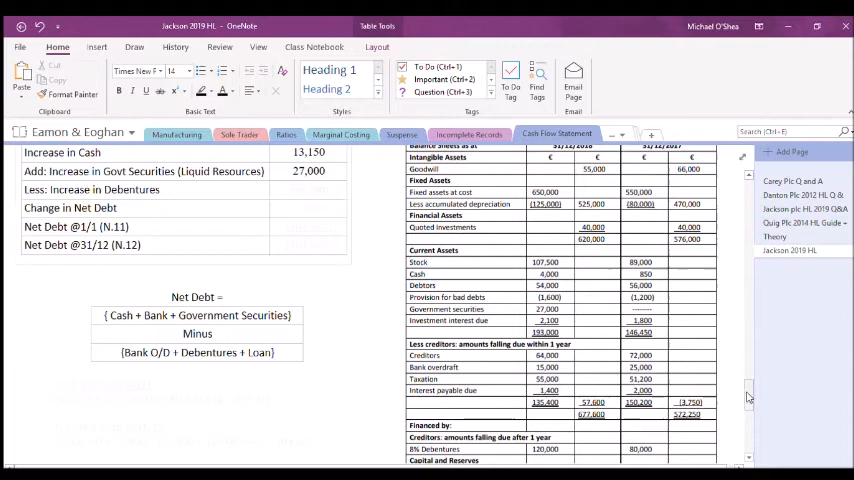 Jackson 2019 HL - OneNote
Table Tools
Michael O'Shea
File Home Insert Draw History Review View Class Notebook Layout
Paste
Cut
Copy
Format Painter
Clipboard
Times New R 14
B I U
Basic Text
Heading 1
Heading 2
Styles
To Do (Ctrl+1)
Important (Ctrl+2)
Question (Ctrl+3)
Tags
To Do Tag
Find Tags
Email Page
Email
Eamon & Eoghan
Manufacturing Sole Trader Ratios Marginal Costing Suspense Incomplete Records Cash Flow Statement
Search (Ctrl+E)
Add Page
Carey Plc Q and A
Danton Plc 2012 HL Q &
Jackson plc HL 2019 Q&A
Quig Plc 2014 HL Guide +
Theory
Jackson 2019 HL
Increase in Cash 13,150
Add: Increase in Govt Securities (Liquid Resources) 27,000
Less: Increase in Debentures
Change in Net Debt
Net Debt @1/1 (N.11)
Net Debt @31/12 (N.12)
Net Debt =
{ Cash + Bank + Government Securities}
Minus
{Bank O/D + Debentures + Loan}
Balance Sheets as at 31/12/2018 31/12/2017
Intangible Assets € € € €
Goodwill 55,000 66,000
Fixed Assets
Fixed assets at cost 650,000 550,000
Less accumulated depreciation (125,000) 525,000 (80,000) 470,000
Financial Assets
Quoted Investments 40,000 40,000
620,000 576,000
Current Assets
Stock 107,500 89,000
Cash 4,000 850
Debtors 54,000 56,000
Provision for bad debts (1,600) (1,200)
Government securities 27,000 --------
Investment interest due 2,100 1,800
193,000 146,450
Less creditors: amounts falling due within 1 year
Creditors 64,000 72,000
Bank overdraft 15,000 25,000
Taxation 55,000 51,200
Interest payable due 1,400 2,000
135,400 57,600 150,200 (3,750)
677,600 572,250
Financed by:
Creditors: amounts falling due after 1 year
8% Debentures 120,000 80,000
Capital and Reserves